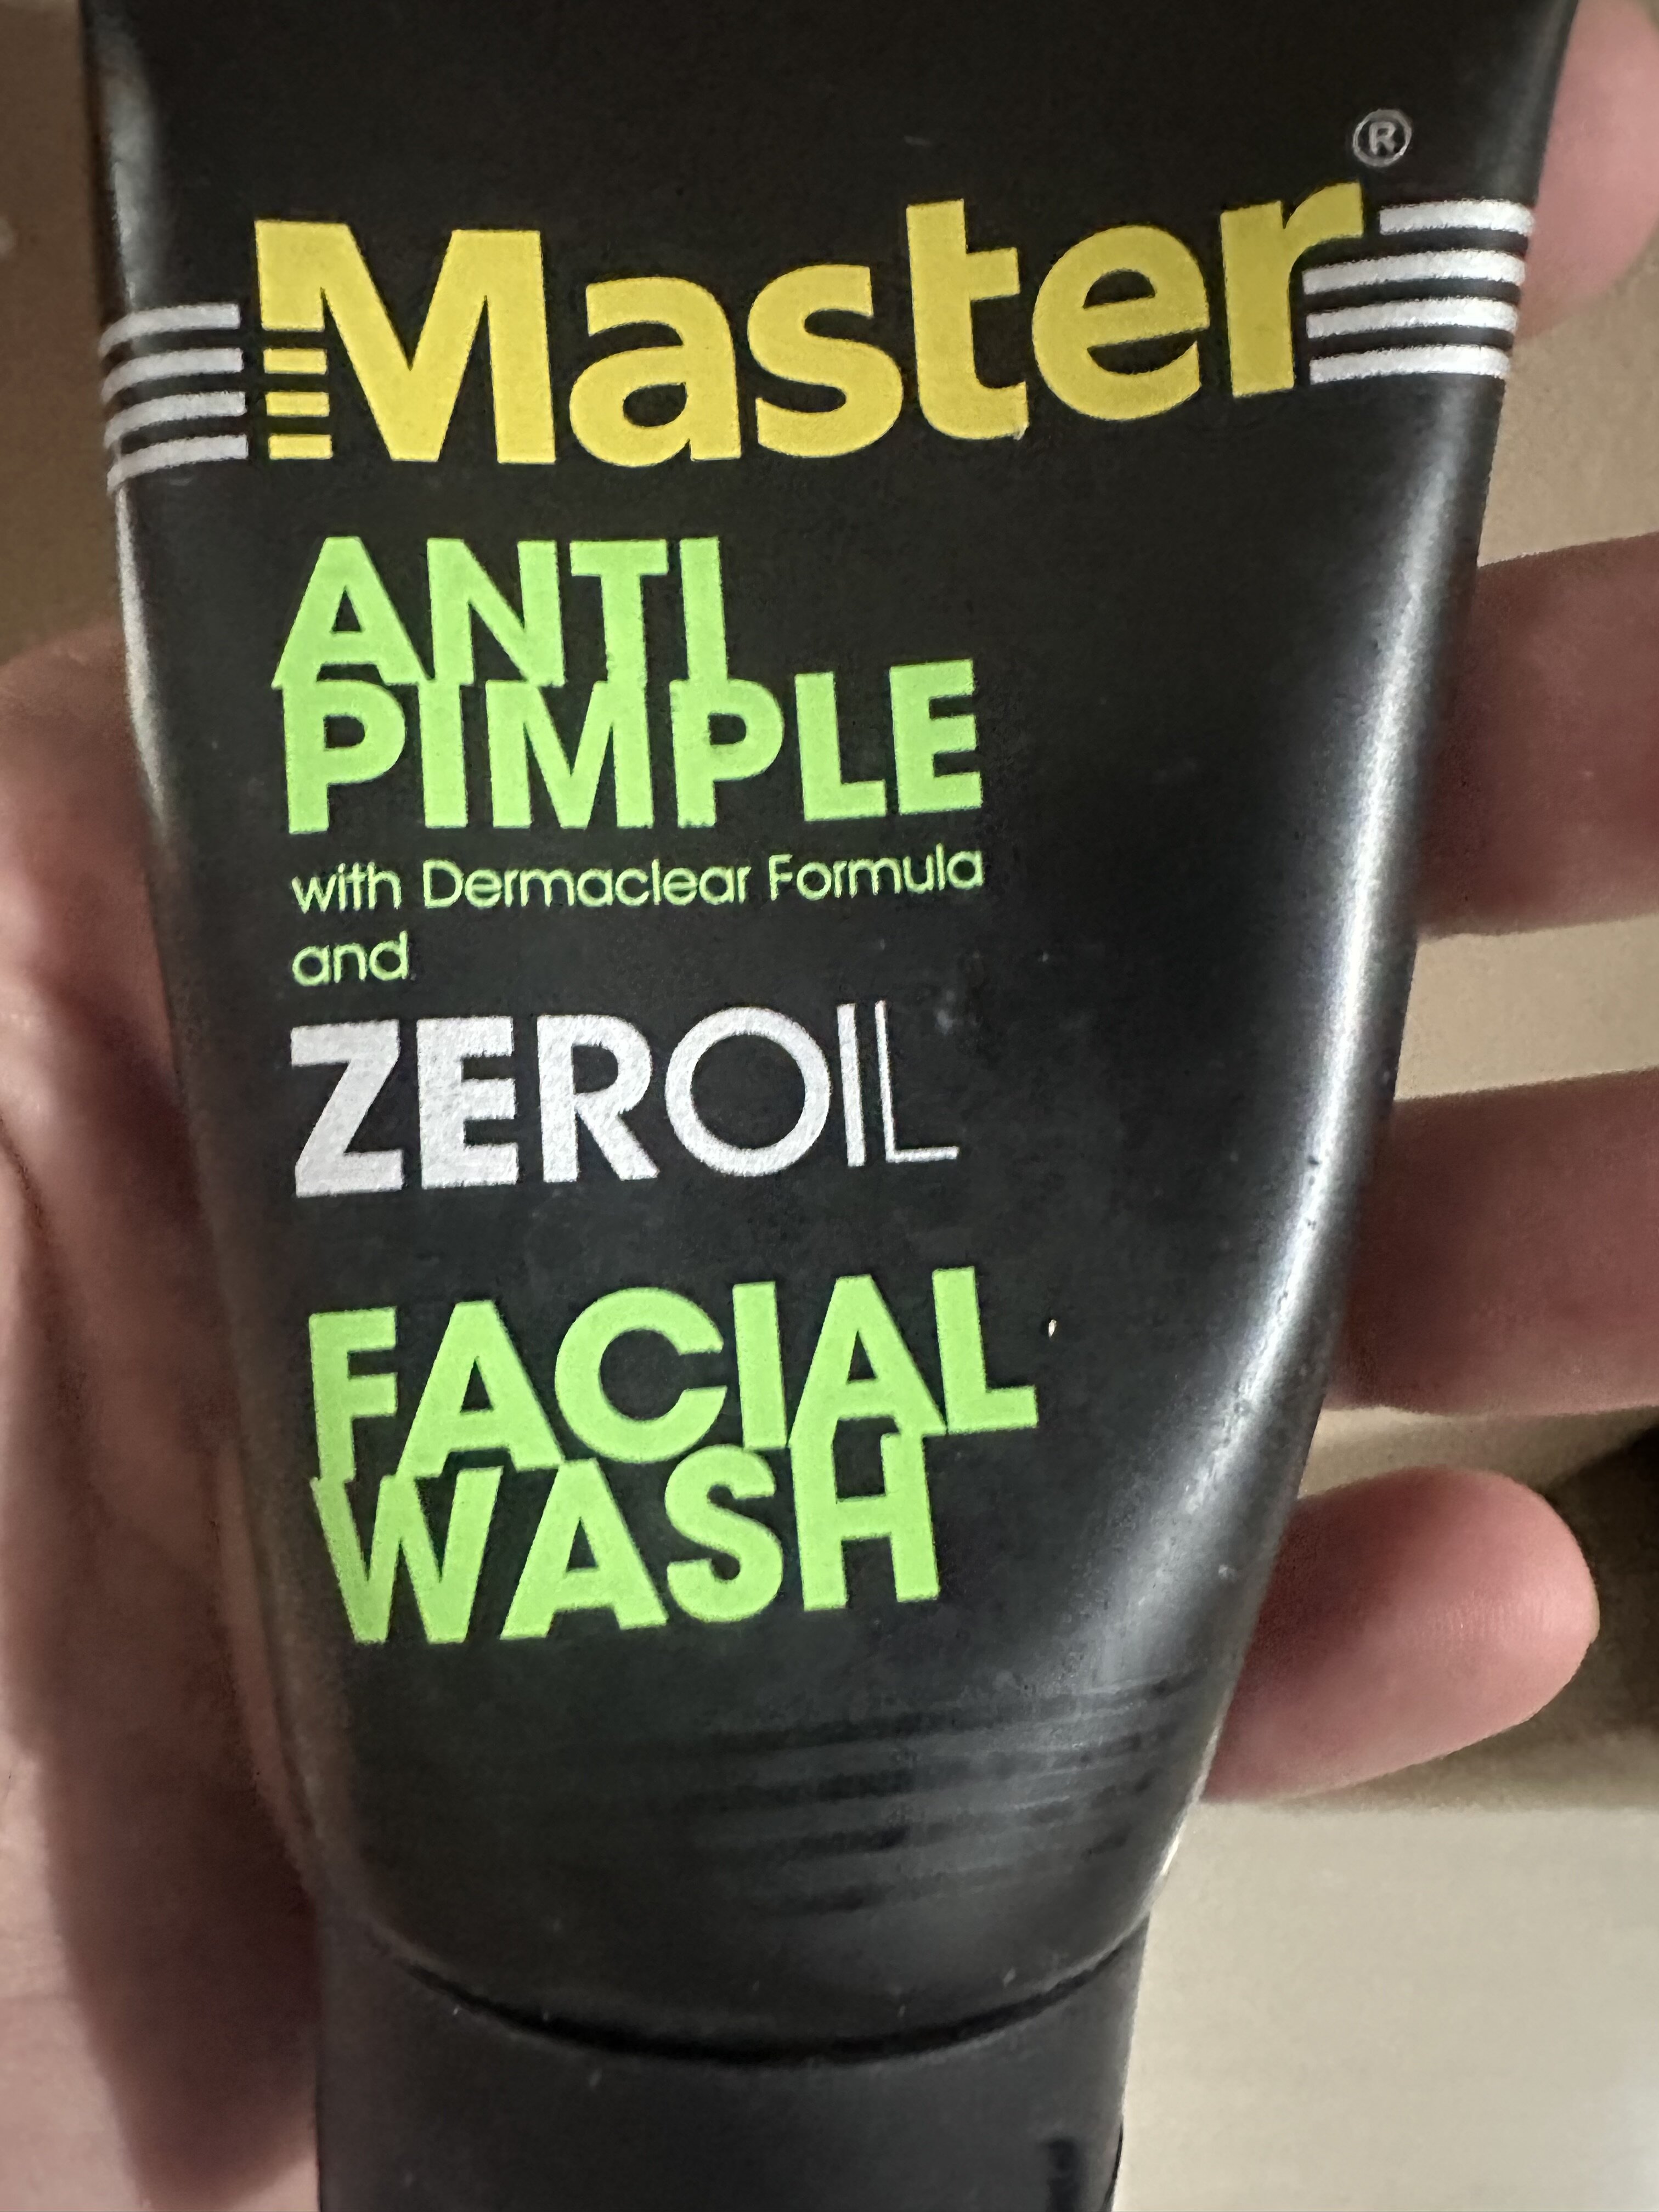 Master®
ANTI
PIMPLE
with Dermaclear Formula
and
ZEROIL
FACIAL
WASH